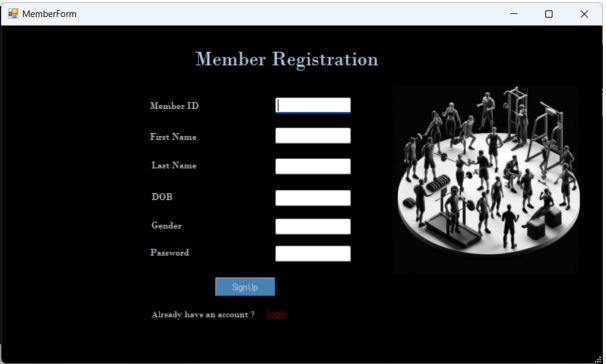 MemberForm
Member Registration
Member ID
First Name
Last Name
DOB
Gender
Password
SignUp
Already have an account ? Login